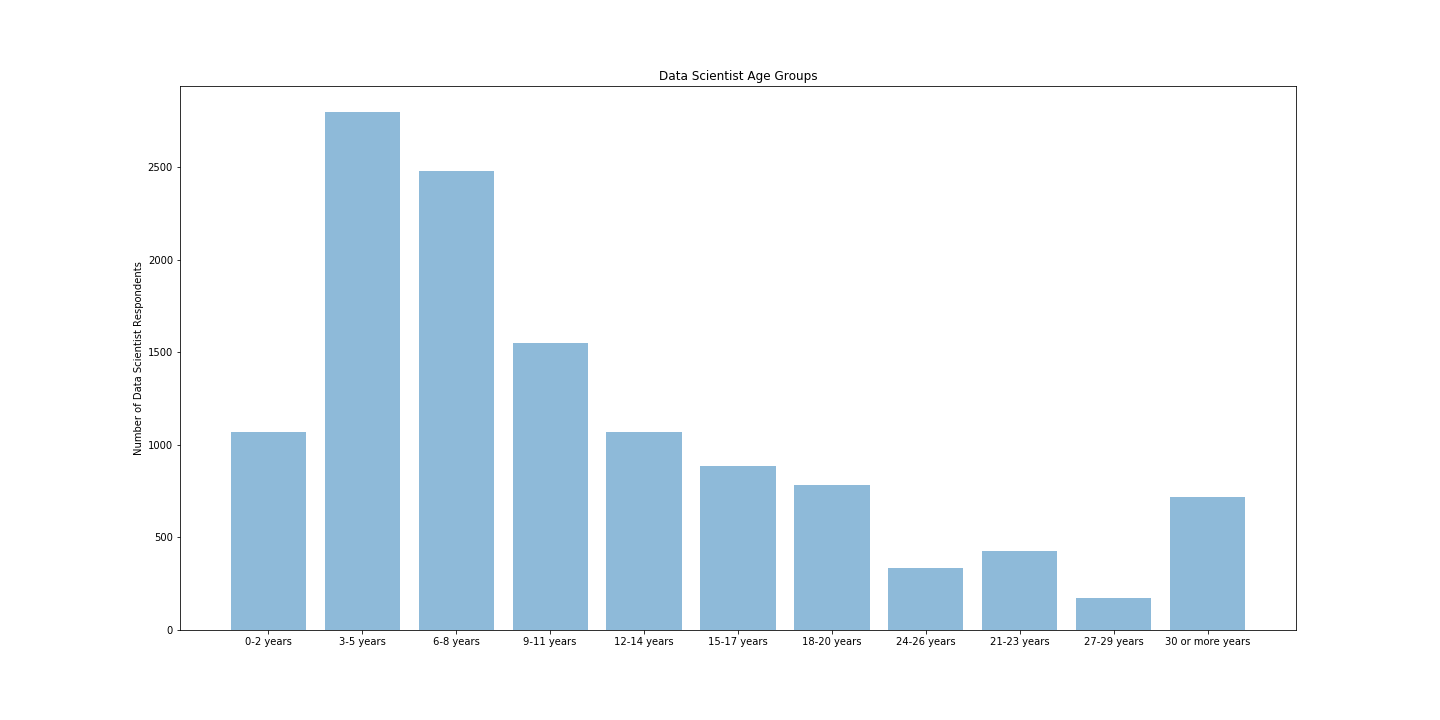 Data Scientist Age Groups
Number of Data Scientist Respondents
2500
2000
1500
1000
500
0
0-2 years
3-5 years
6-8 years
9-11 years
12-14 years
15-17 years
18-20 years
24-26 years
21-23 years
27-29 years
30 or more years